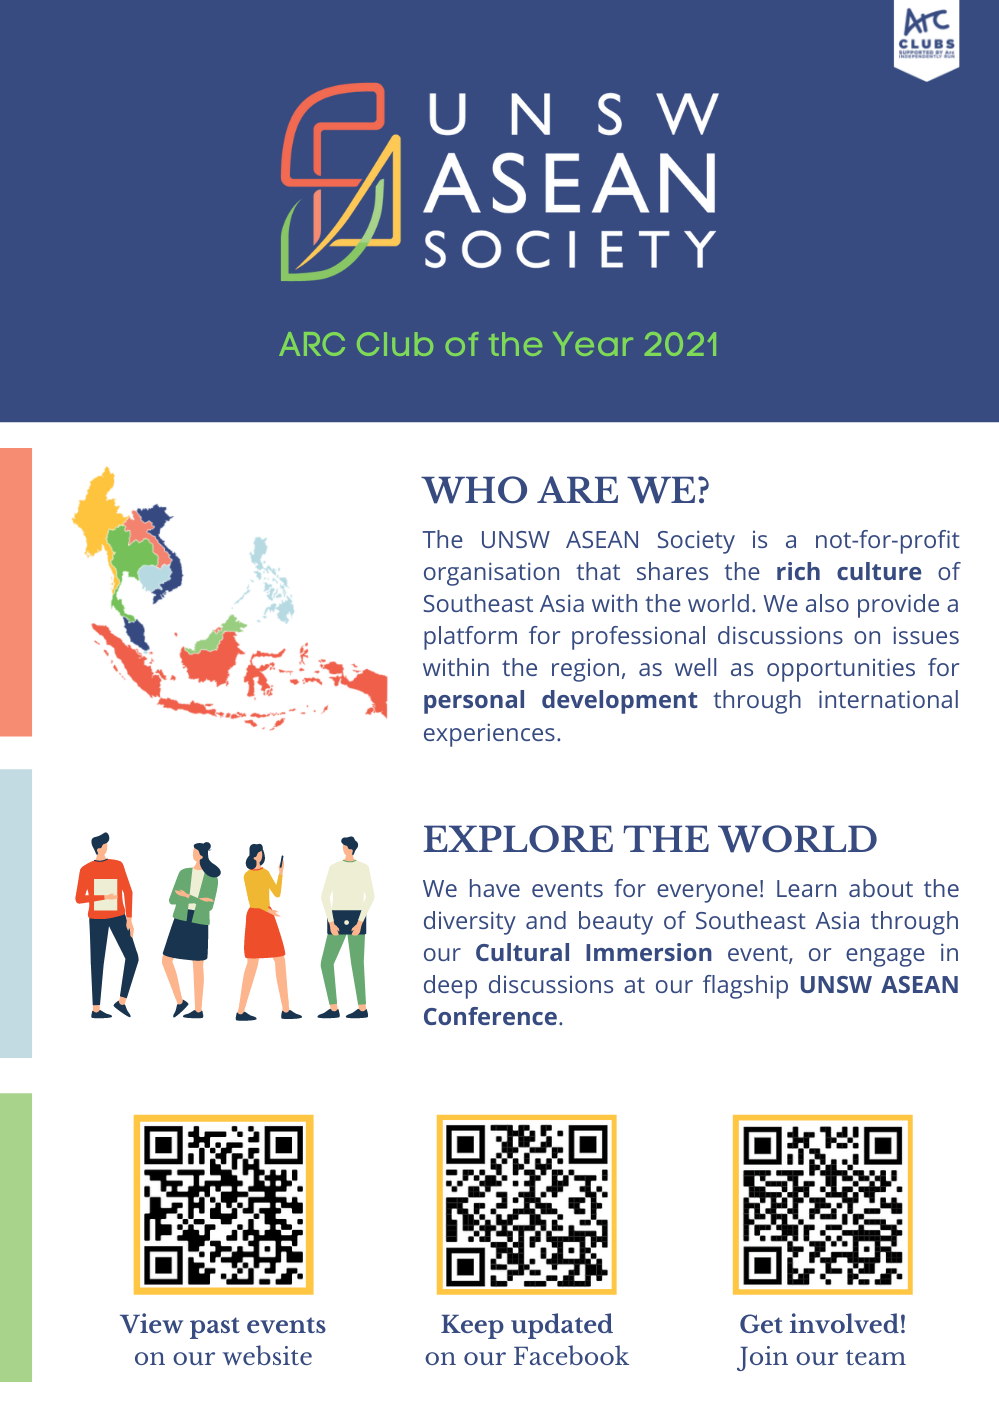 ArC
CLUBS
SUPPORTED BY Arc
INDEPENDENTLY RUN
UNSW
ASEAN
SOCIETY
ARC Club of the Year 2021
WHO ARE WE?
The UNSW ASEAN Society is a not-for-profit
organisation that shares the rich culture of
Southeast Asia with the world. We also provide a
platform for professional discussions on issues
within the region, as well as opportunities for
personal development through international
experiences.
EXPLORE THE WORLD
We have events for everyone! Learn about the
diversity and beauty of Southeast Asia through
our Cultural Immersion event, or engage in
deep discussions at our flagship UNSW ASEAN
Conference.
View past events
on our website
Keep updated
on our Facebook
Get involved!
Join our team